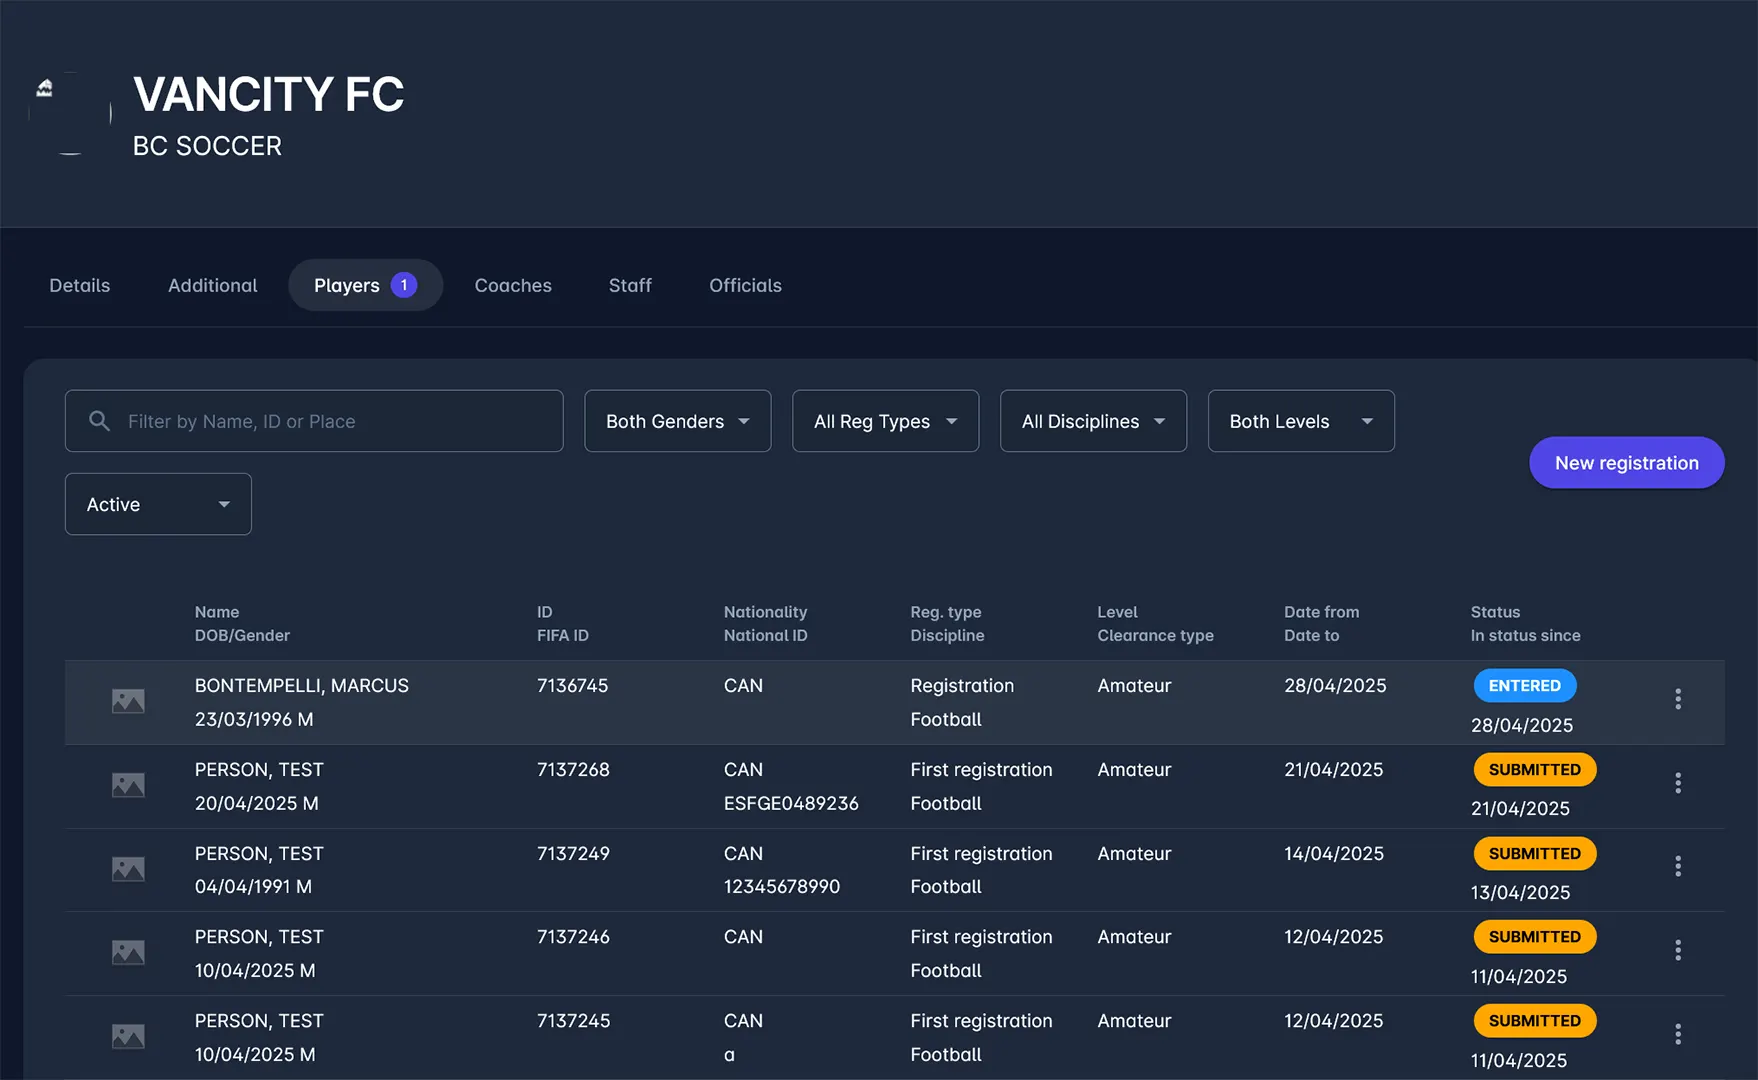 VANCITY FC
BC SOCCER
Details Additional Players 1 Coaches Staff Officials
Filter by Name, ID or Place Both Genders All Reg Types All Disciplines Both Levels
New registration
Active
Name ID Nationality Reg. type Level Date from Status
DOB/Gender FIFA ID National ID Discipline Clearance type Date to In status since
BONTEMPELLI, MARCUS 7136745 CAN Registration Amateur 28/04/2025 ENTERED
23/03/1996 M Football 28/04/2025
PERSON, TEST 7137268 CAN First registration Amateur 21/04/2025 SUBMITTED
20/04/2025 M ESFGE0489236 Football 21/04/2025
PERSON, TEST 7137249 CAN First registration Amateur 14/04/2025 SUBMITTED
04/04/1991 M 12345678990 Football 13/04/2025
PERSON, TEST 7137246 CAN First registration Amateur 12/04/2025 SUBMITTED
10/04/2025 M Football 11/04/2025
PERSON, TEST 7137245 CAN First registration Amateur 12/04/2025 SUBMITTED
10/04/2025 M a Football 11/04/2025